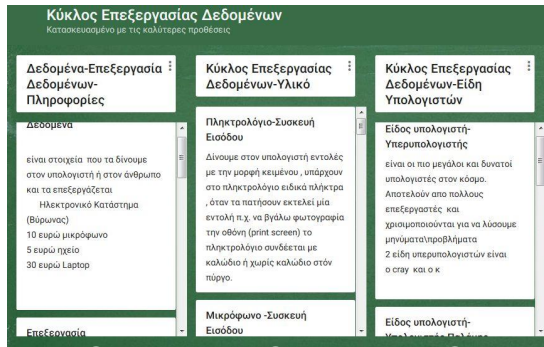 Κύκλος Επεξεργασίας Δεδομένων
Κατασκευασμένο με τις καλύτερες προθέσεις
Δεδομένα-Επεξεργασία
Δεδομένων-
Πληροφορίες
Δεδομένα
είναι στοιχεία που τα δίνουμε
στον υπολογιστή ή στον άνθρωπο
και τα επεξεργάζεται
Ηλεκτρονικό Κατάστημα
(Βύρωνας)
10 ευρώ μικρόφωνο
5 ευρώ ηχείο
30 ευρώ Laptop
Επεξεργασία
Κύκλος Επεξεργασίας
Δεδομένων-Υλικό
Πληκτρολόγιο-Συσκευή
Εισόδου
Δίνουμε στον υπολογιστή εντολές
με την μορφή κειμένου , υπάρχουν
στο πληκτρολόγιο ειδικά πλήκτρα
, όταν τα πατήσουν εκτελεί μία
εντολή π.χ. να βγάλω φωτογραφία
την οθόνη (print screen) το
πληκτρολόγιο συνδέεται με
καλώδιο ή χωρίς καλώδιο στόν
πύργο.
Μικρόφωνο -Συσκευή
Εισόδου
Κύκλος Επεξεργασίας
Δεδομένων-Είδη
Υπολογιστών
Είδος υπολογιστή-
Υπερυπολογιστής
είναι οι πιο μεγάλοι και δυνατοί
υπολογιστές στον κόσμο.
Αποτελούν απο πολλους
επεξεργαστές και
χρισιμοποιούνται για να λύσουμε
μηνύματα\προβλήματα
2 είδη υπερυπολογιστών είναι
ο cray και ο κ
Είδος υπολογιστή-